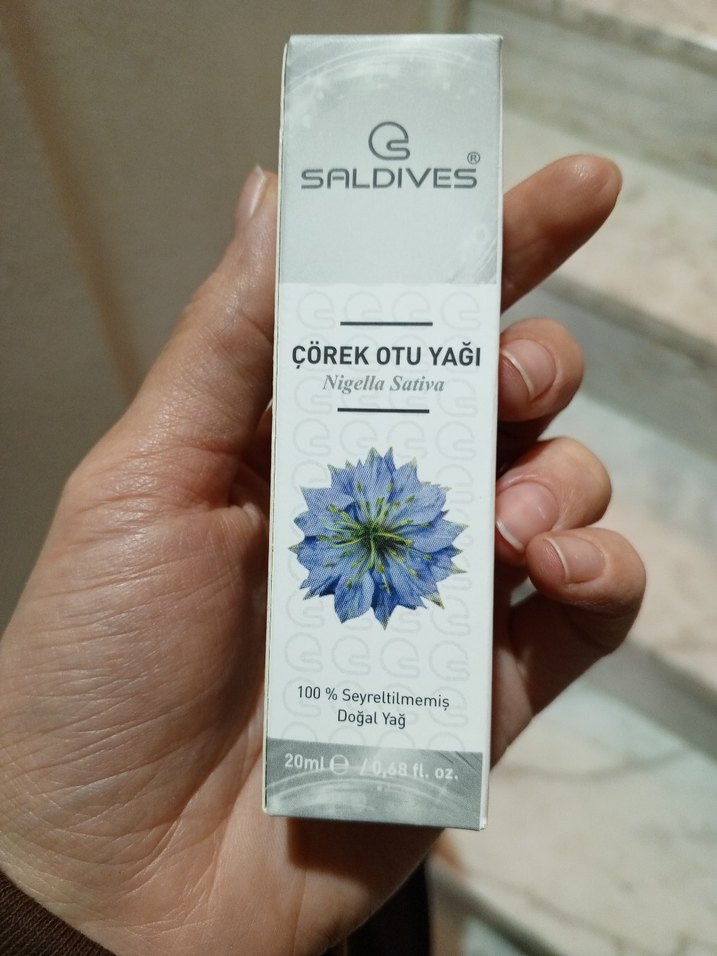 SALDIVES ®
ÇÖREK OTU YAĞI
Nigella Sativa
100 % Seyreltilmemiş
Doğal Yağ
20ml ℮ / 0,68 fl. oz.